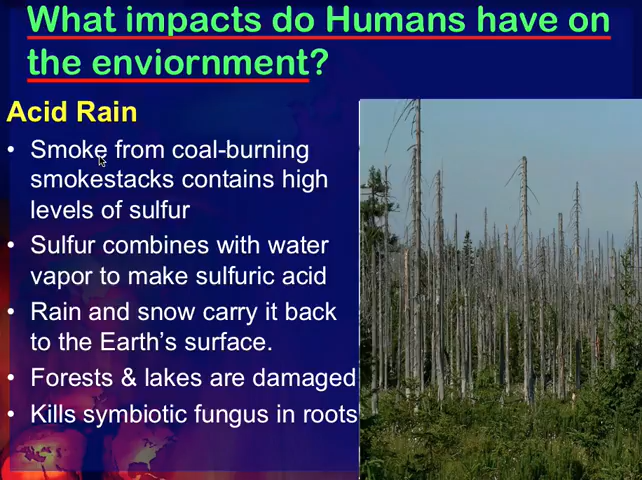 What impacts do Humans have on
the enviornment?
Acid Rain
• Smoke from coal-burning
smokestacks contains high
levels of sulfur
• Sulfur combines with water
vapor to make sulfuric acid
• Rain and snow carry it back
to the Earth’s surface.
• Forests & lakes are damaged
• Kills symbiotic fungus in roots